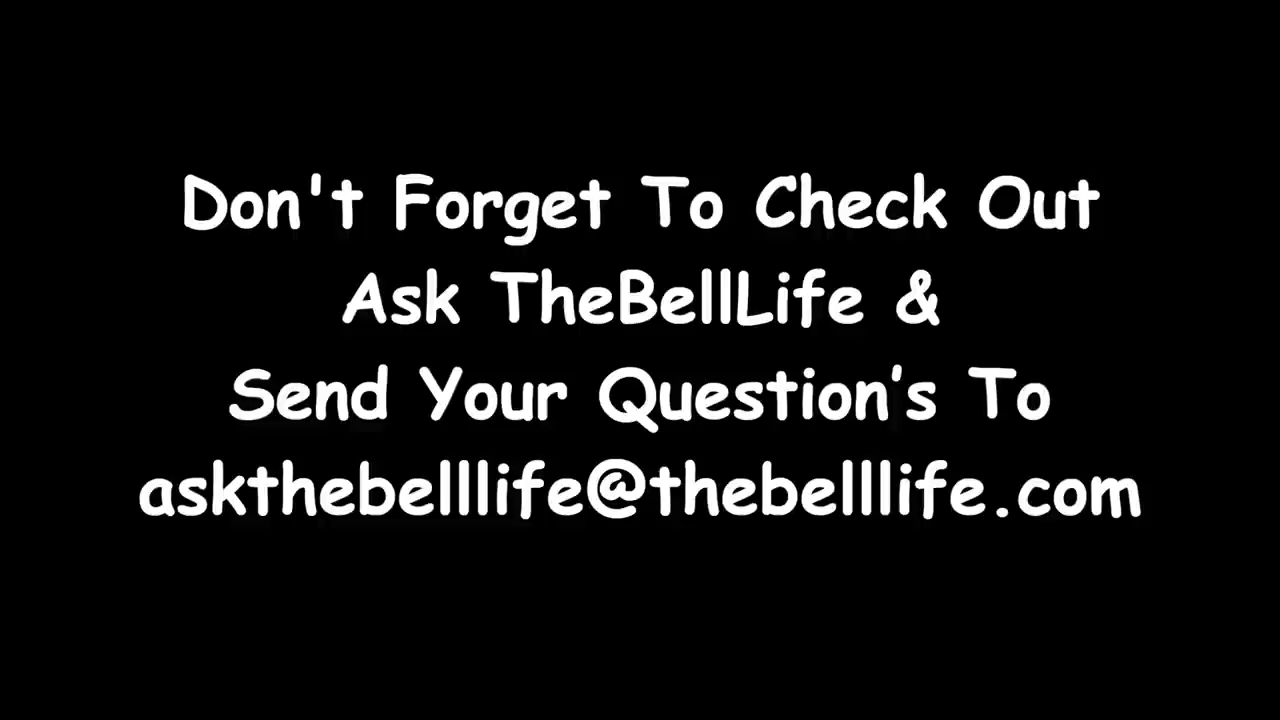 Don't Forget To Check Out
Ask TheBellLife &
Send Your Question's To
askthebelllife@thebelllife.com